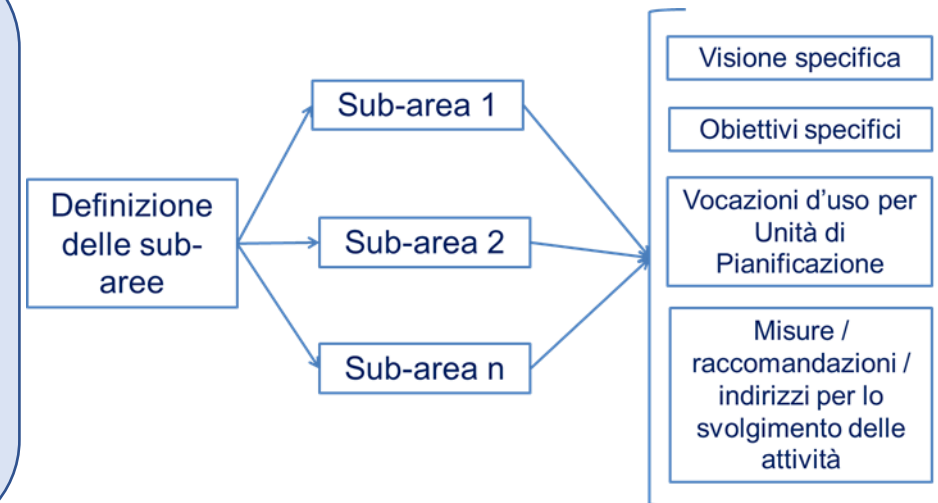 Definizione
delle sub-
aree
Sub-area 1
Sub-area 2
Sub-area n
Visione specifica
Obiettivi specifici
Vocazioni d'uso per
Unità di
Pianificazione
Misure /
raccomandazioni /
indirizzi per lo
svolgimento delle
attività